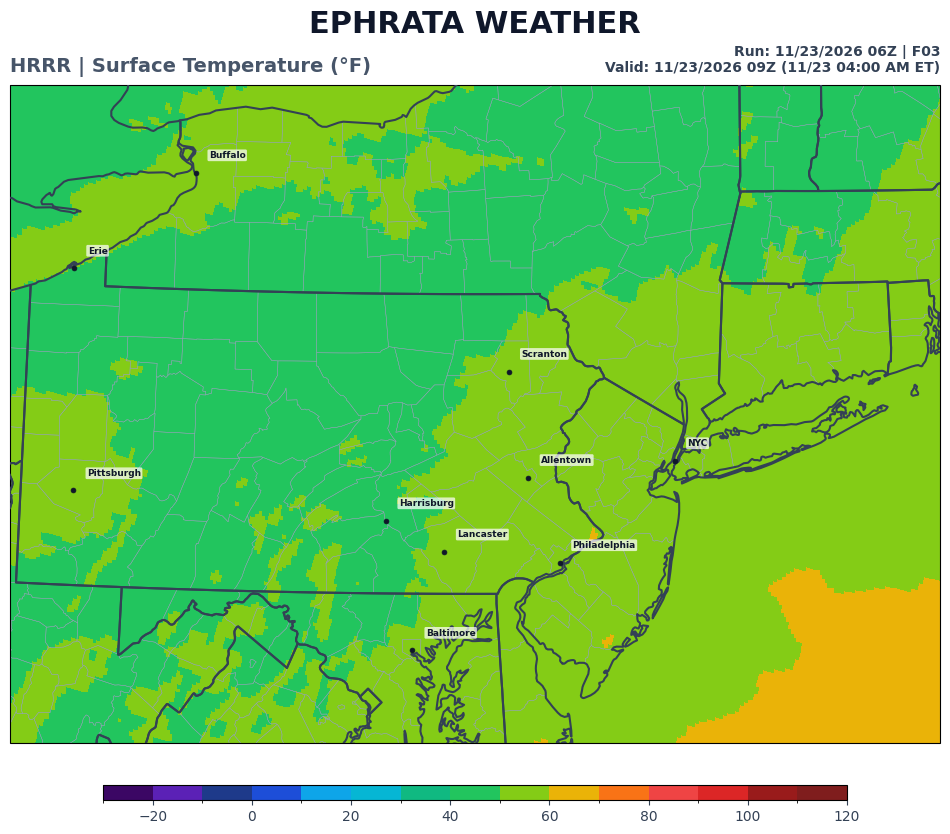 EPHRATA WEATHER
HRRR | Surface Temperature (°F)
Run: 11/23/2026 06Z | F03
Valid: 11/23/2026 09Z (11/23 04:00 AM ET)
Buffalo
Erie
Scranton
NYC
Allentown
Pittsburgh
Harrisburg
Lancaster
Philadelphia
Baltimore
−20 0 20 40 60 80 100 120